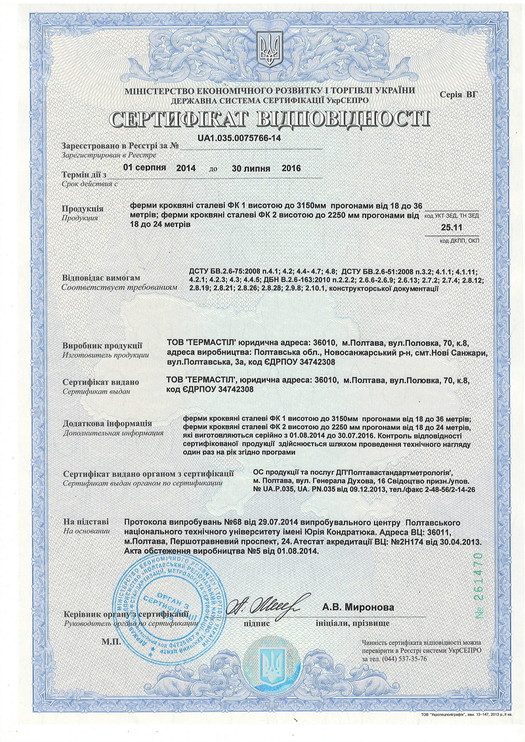 МІНІСТЕРСТВО ЕКОНОМІЧНОГО РОЗВИТКУ І ТОРГІВЛІ УКРАЇНИ
Серія ВГ
ДЕРЖАВНА СИСТЕМА СЕРТИФІКАЦІЇ УкрСЕПРО
СЕРТИФІКАТ ВІДПОВІДНОСТІ
UA1.035.0075766-14
Зареєстровано в Реєстрі за №
Зарегистрирован в Реестре
01 серпня 2014 до 30 липня 2016
Термін дії з
Срок действия с
Продукція
Продукция
ферми кроквяні сталеві ФК 1 висотою до 3150мм прогонами від 18 до 36
метрів; ферми кроквяні сталеві ФК 2 висотою до 2250 мм прогонами від
18 до 24 метрів
код УКТ ЗЕД, ТН ЗЕД
25.11
код ДКПП, ОКП
Відповідає вимогам
Соответствует требованиям
ДСТУ БВ.2.6-75:2008 п.4.1; 4.2; 4.4- 4.7; 4.8; ДСТУ БВ.2.6-51:2008 п.3.2; 4.1.1; 4.1.11;
4.2.1; 4.2.3; 4.3; 4.4.5; ДБН В.2.6-163:2010 п.2.2.2; 2.6.6-2.6.9; 2.6.13; 2.7.2; 2.7.4; 2.8.12;
2.8.19; 2.8.21; 2.8.26; 2.8.28; 2.9.8; 2.10.1, конструкторської документації
Виробник продукції
Изготовитель продукции
ТОВ 'ТЕРМАСТІЛ' юридична адреса: 36010, м.Полтава, вул.Половка, 70, к.8,
адреса виробництва: Полтавська обл., Новосанжарський р-н, смт.Нові Санжари,
вул.Полтавська, 3а, код ЄДРПОУ 34742308
Сертифікат видано
Сертификат выдан
ТОВ 'ТЕРМАСТІЛ', юридична адреса: 36010, м.Полтава, вул.Половка, 70, к.8,
код ЄДРПОУ 34742308
Додаткова інформація
Дополнительная информация
ферми кроквяні сталеві ФК 1 висотою до 3150мм прогонами від 18 до 36 метрів;
ферми кроквяні сталеві ФК 2 висотою до 2250 мм прогонами від 18 до 24 метрів,
які виготовляються серійно з 01.08.2014 до 30.07.2016. Контроль відповідності
сертифікованої продукції здійснюється шляхом проведення технічного нагляду
один раз на рік згідно програми
Сертифікат видано органом з сертифікації
Сертификат выдан органом по сертификации
ОС продукції та послуг ДП'Полтавастандартметрологія',
м. Полтава, вул. Генерала Духова, 16 Свідоцтво призн./упов.
№ UA.P.035, UA. PN.035 від 09.12.2013, тел./факс 2-48-56/2-14-26
На підставі
На основании
Протокола випробувань №68 від 29.07.2014 випробувального центру Полтавського
національного технічного університету імені Юрія Кондратюка. Адреса ВЦ: 36011,
м.Полтава, Першотравневий проспект, 24. Атестат акредитації ВЦ: №2Н174 від 30.04.2013.
Акта обстеження виробництва №5 від 01.08.2014.
№ 261470
ОРГАН З СЕРТИФІКАЦІЇ
Керівник органу з сертифікації
Руководитель органа по сертификации
підпис
А.В. Миронова
ініціали, прізвище
М.П.
Чинність сертифіката відповідності можна
перевірити в Реєстрі системи УкрСЕПРО
за тел. (044) 537-35-76